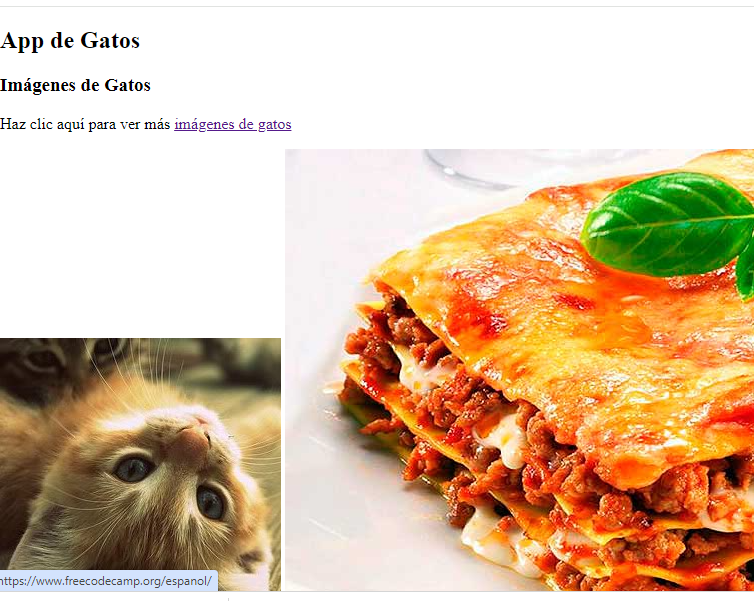 App de Gatos
Imágenes de Gatos
Haz clic aquí para ver más imágenes de gatos
https://www.freecodecamp.org/espanol/